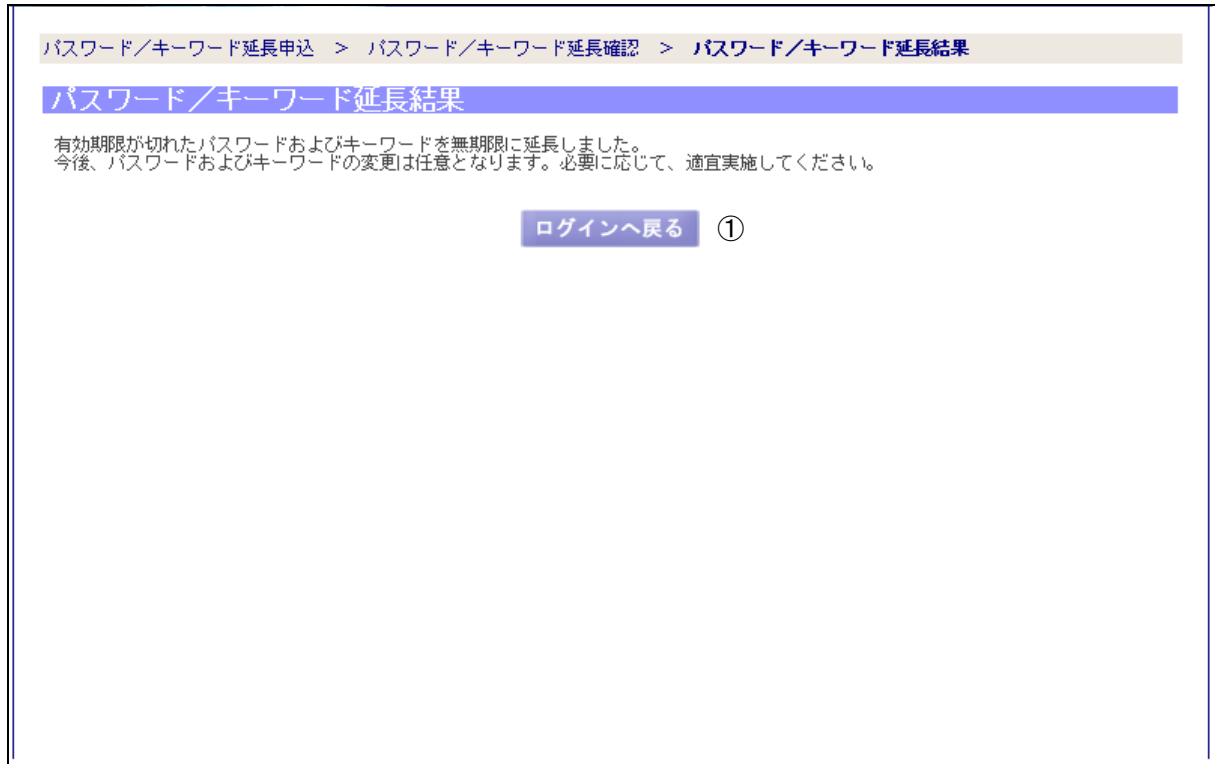 パスワード／キーワード延長申込 > パスワード／キーワード延長確認 > パスワード／キーワード延長結果
パスワード／キーワード延長結果
有効期限が切れたパスワードおよびキーワードを無期限に延長しました。
今後、パスワードおよびキーワードの変更は任意となります。必要に応じて、適宜実施してください。
ログインへ戻る ①